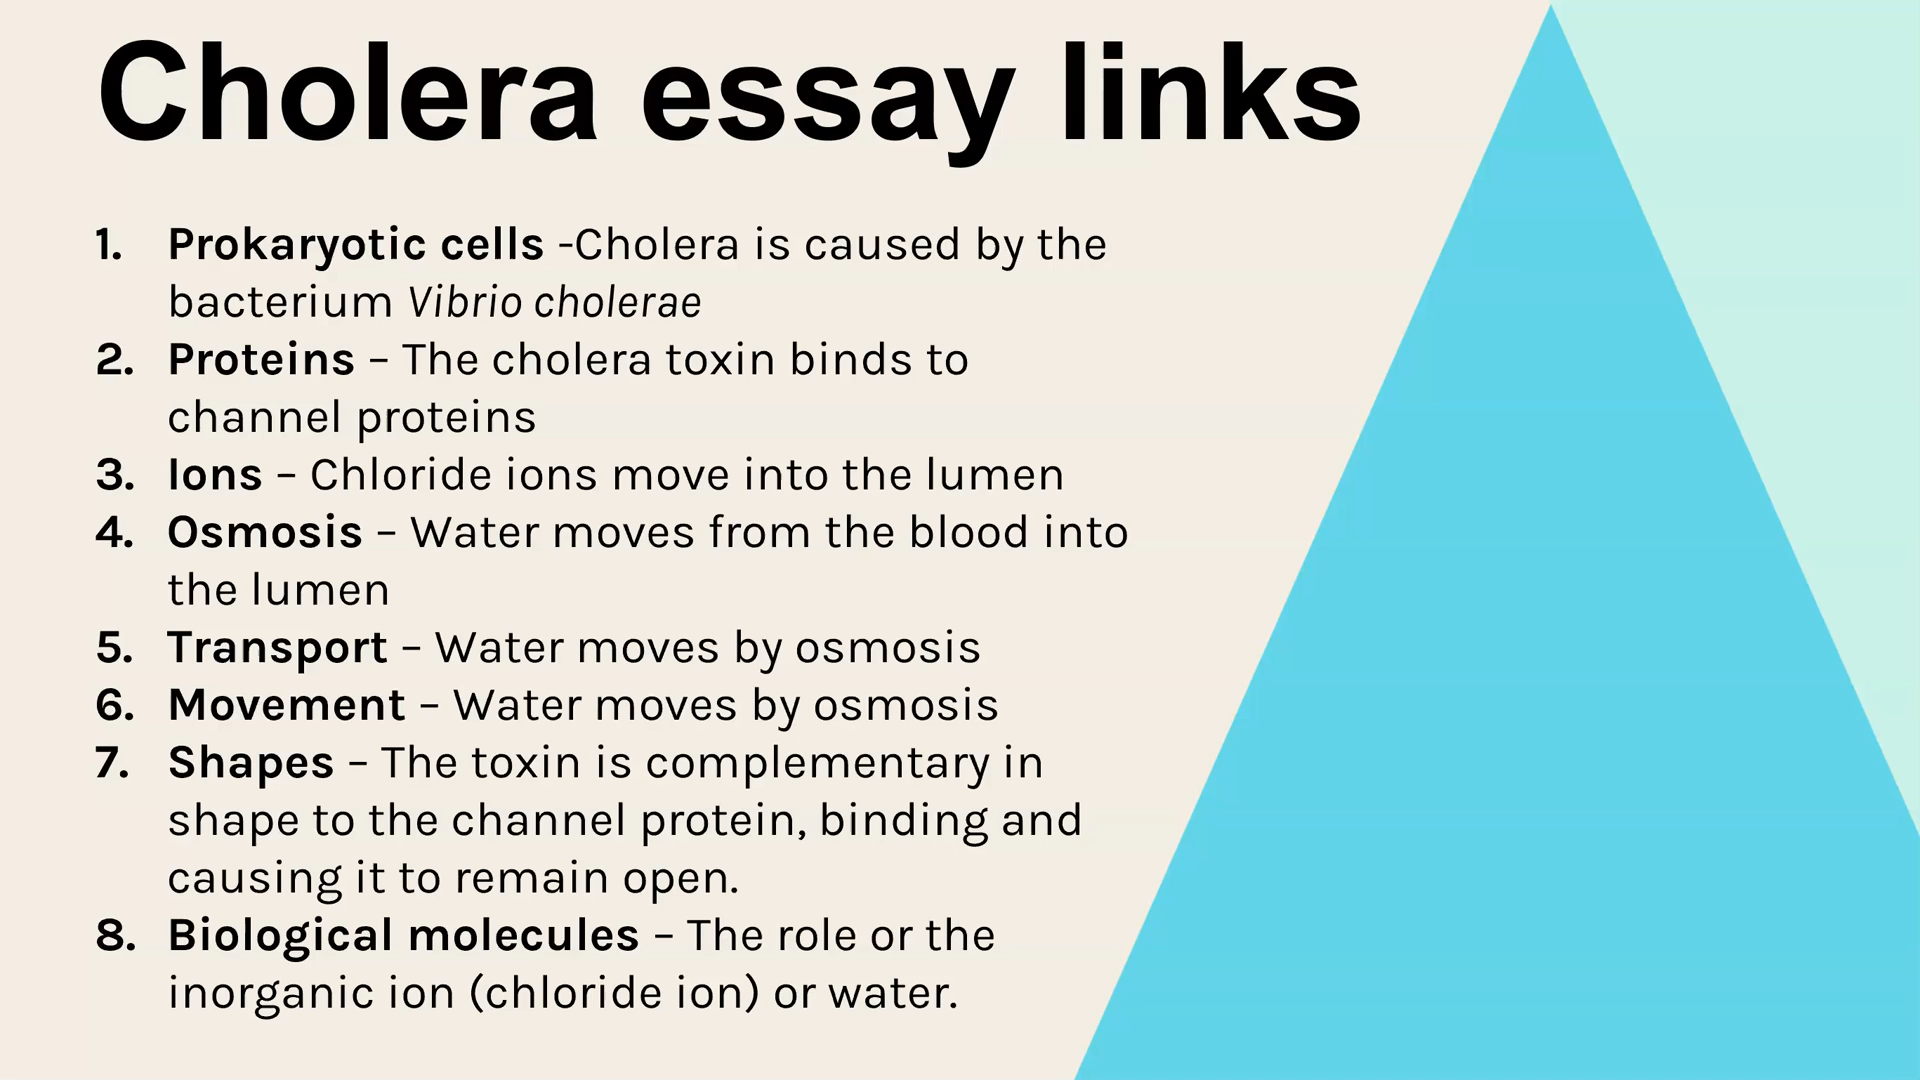 Cholera essay links
1. Prokaryotic cells -Cholera is caused by the
bacterium Vibrio cholerae
2. Proteins – The cholera toxin binds to
channel proteins
3. Ions – Chloride ions move into the lumen
4. Osmosis – Water moves from the blood into
the lumen
5. Transport – Water moves by osmosis
6. Movement – Water moves by osmosis
7. Shapes – The toxin is complementary in
shape to the channel protein, binding and
causing it to remain open.
8. Biological molecules – The role or the
inorganic ion (chloride ion) or water.